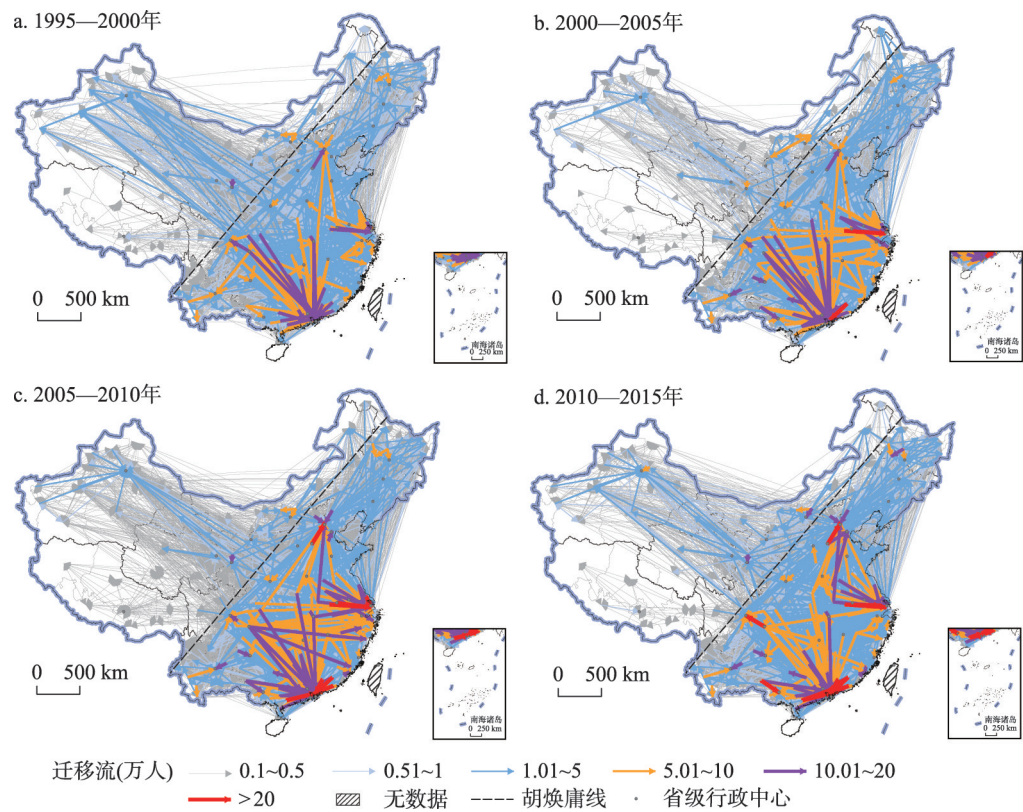 a. 1995—2000年
0 500 km
南海诸岛
0 250 km
b. 2000—2005年
0 500 km
南海诸岛
0 250 km
c. 2005—2010年
0 500 km
南海诸岛
0 250 km
d. 2010—2015年
0 500 km
南海诸岛
0 250 km
迁移流(万人) 0.1~0.5 0.51~1 1.01~5 5.01~10 10.01~20
>20 无数据 胡焕庸线 省级行政中心